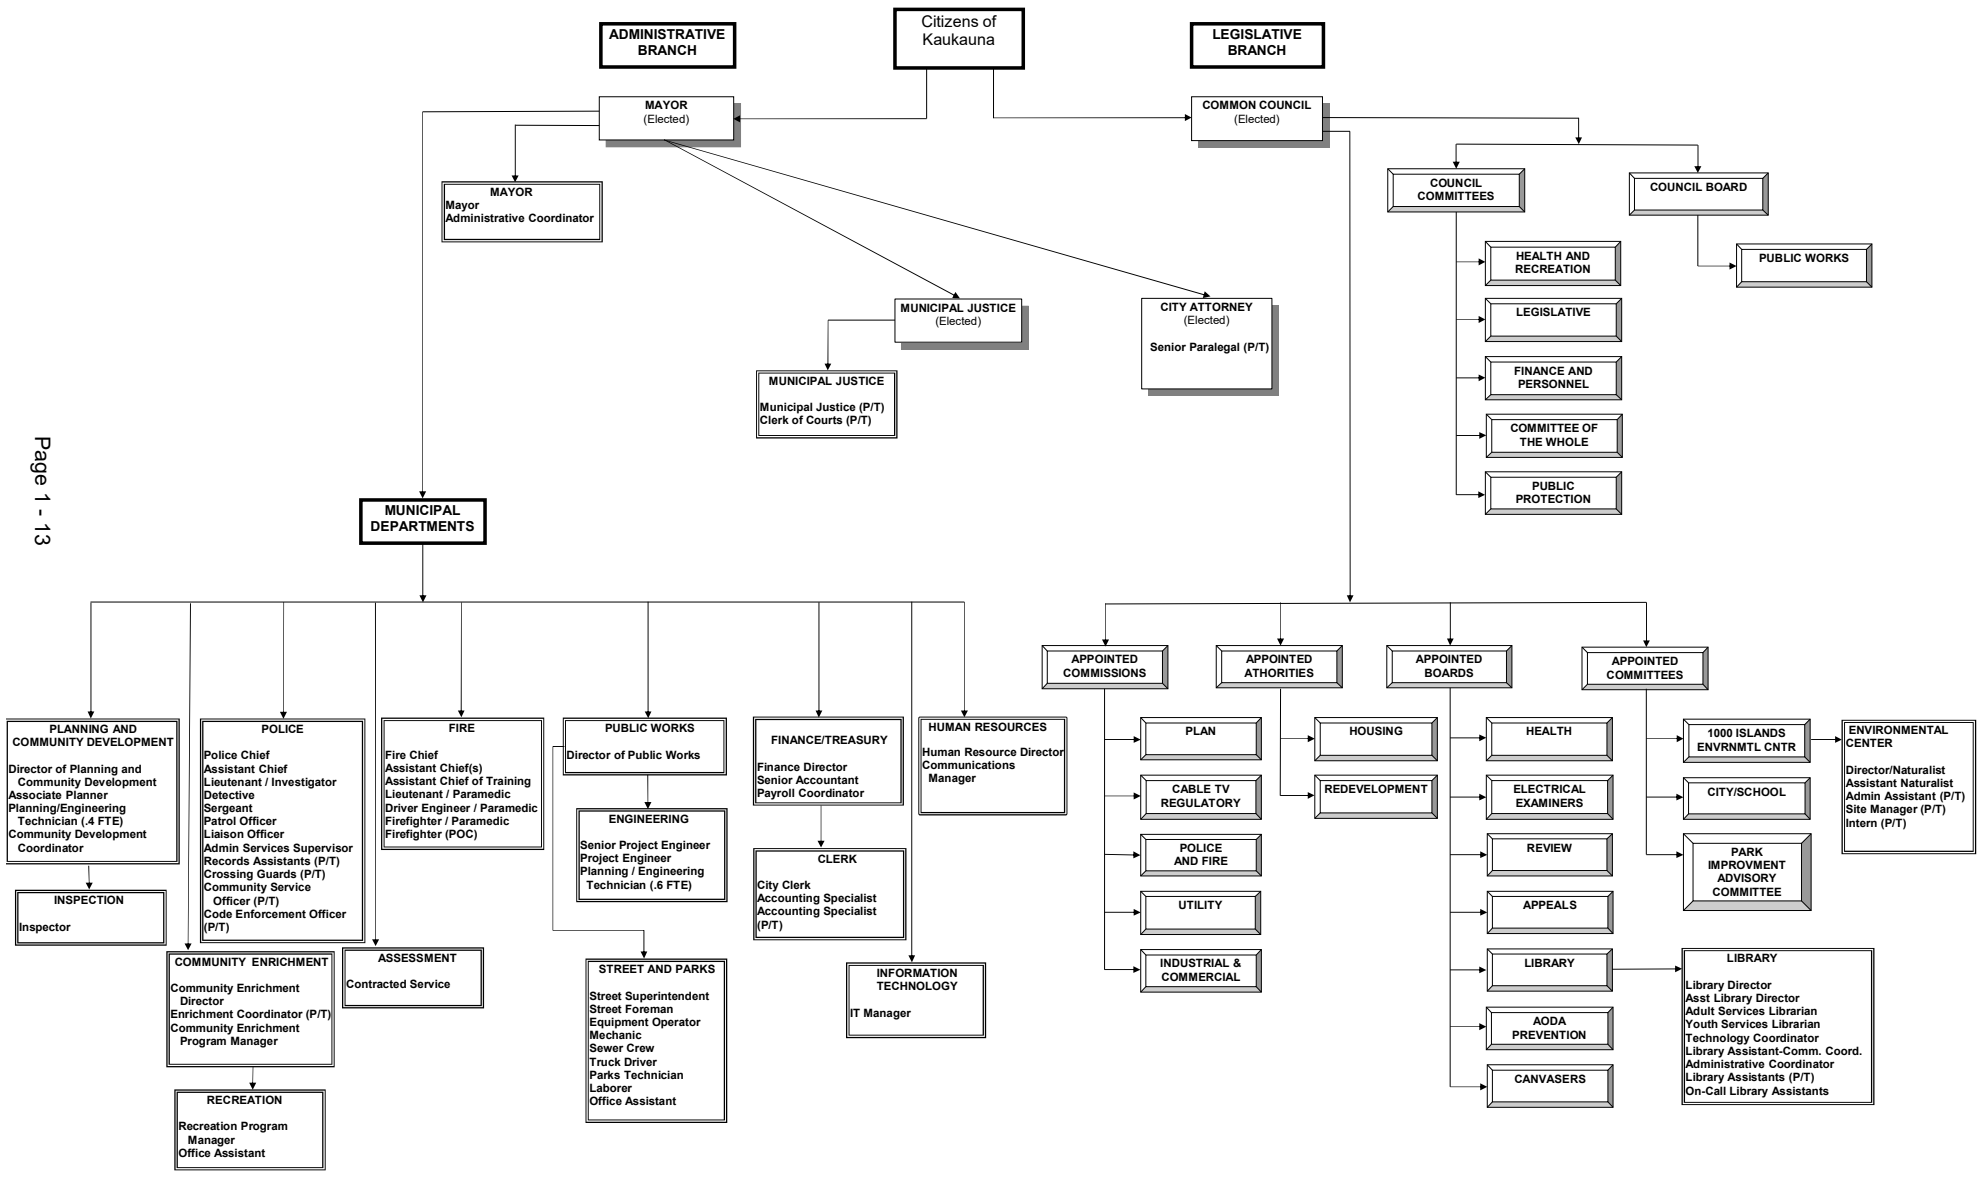 Citizens of
Kaukauna
ADMINISTRATIVE
BRANCH
LEGISLATIVE
BRANCH
MAYOR
(Elected)
COMMON COUNCIL
(Elected)
MAYOR
Mayor
Administrative Coordinator
COUNCIL
COMMITTEES
COUNCIL BOARD
HEALTH AND
RECREATION
PUBLIC WORKS
LEGISLATIVE
FINANCE AND
PERSONNEL
COMMITTEE OF
THE WHOLE
PUBLIC
PROTECTION
MUNICIPAL JUSTICE
(Elected)
CITY ATTORNEY
(Elected)
Senior Paralegal (P/T)
MUNICIPAL JUSTICE
Municipal Justice (P/T)
Clerk of Courts (P/T)
Page 1 - 13
MUNICIPAL
DEPARTMENTS
PLANNING AND
COMMUNITY DEVELOPMENT
Director of Planning and
Community Development
Associate Planner
Planning/Engineering
Technician (.4 FTE)
Community Development
Coordinator
INSPECTION
Inspector
POLICE
Police Chief
Assistant Chief
Lieutenant / Investigator
Detective
Sergeant
Patrol Officer
Liaison Officer
Admin Services Supervisor
Records Assistants (P/T)
Crossing Guards (P/T)
Community Service
Officer (P/T)
Code Enforcement Officer
(P/T)
COMMUNITY ENRICHMENT
Community Enrichment
Director
Enrichment Coordinator (P/T)
Community Enrichment
Program Manager
RECREATION
Recreation Program
Manager
Office Assistant
ASSESSMENT
Contracted Service
FIRE
Fire Chief
Assistant Chief(s)
Assistant Chief of Training
Lieutenant / Paramedic
Driver Engineer / Paramedic
Firefighter / Paramedic
Firefighter (POC)
PUBLIC WORKS
Director of Public Works
ENGINEERING
Senior Project Engineer
Project Engineer
Planning / Engineering
Technician (.6 FTE)
STREET AND PARKS
Street Superintendent
Street Foreman
Equipment Operator
Mechanic
Sewer Crew
Truck Driver
Parks Technician
Laborer
Office Assistant
FINANCE/TREASURY
Finance Director
Senior Accountant
Payroll Coordinator
CLERK
City Clerk
Accounting Specialist
Accounting Specialist
(P/T)
INFORMATION
TECHNOLOGY
IT Manager
HUMAN RESOURCES
Human Resource Director
Communications
Manager
APPOINTED
COMMISSIONS
PLAN
CABLE TV
REGULATORY
POLICE
AND FIRE
UTILITY
INDUSTRIAL &
COMMERCIAL
APPOINTED
ATHORITIES
HOUSING
REDEVELOPMENT
APPOINTED
BOARDS
HEALTH
ELECTRICAL
EXAMINERS
REVIEW
APPEALS
LIBRARY
AODA
PREVENTION
CANVASERS
APPOINTED
COMMITTEES
1000 ISLANDS
ENVRNMTL CNTR
CITY/SCHOOL
PARK
IMPROVMENT
ADVISORY
COMMITTEE
ENVIRONMENTAL
CENTER
Director/Naturalist
Assistant Naturalist
Admin Assistant (P/T)
Site Manager (P/T)
Intern (P/T)
LIBRARY
Library Director
Asst Library Director
Adult Services Librarian
Youth Services Librarian
Technology Coordinator
Library Assistant-Comm. Coord.
Administrative Coordinator
Library Assistants (P/T)
On-Call Library Assistants